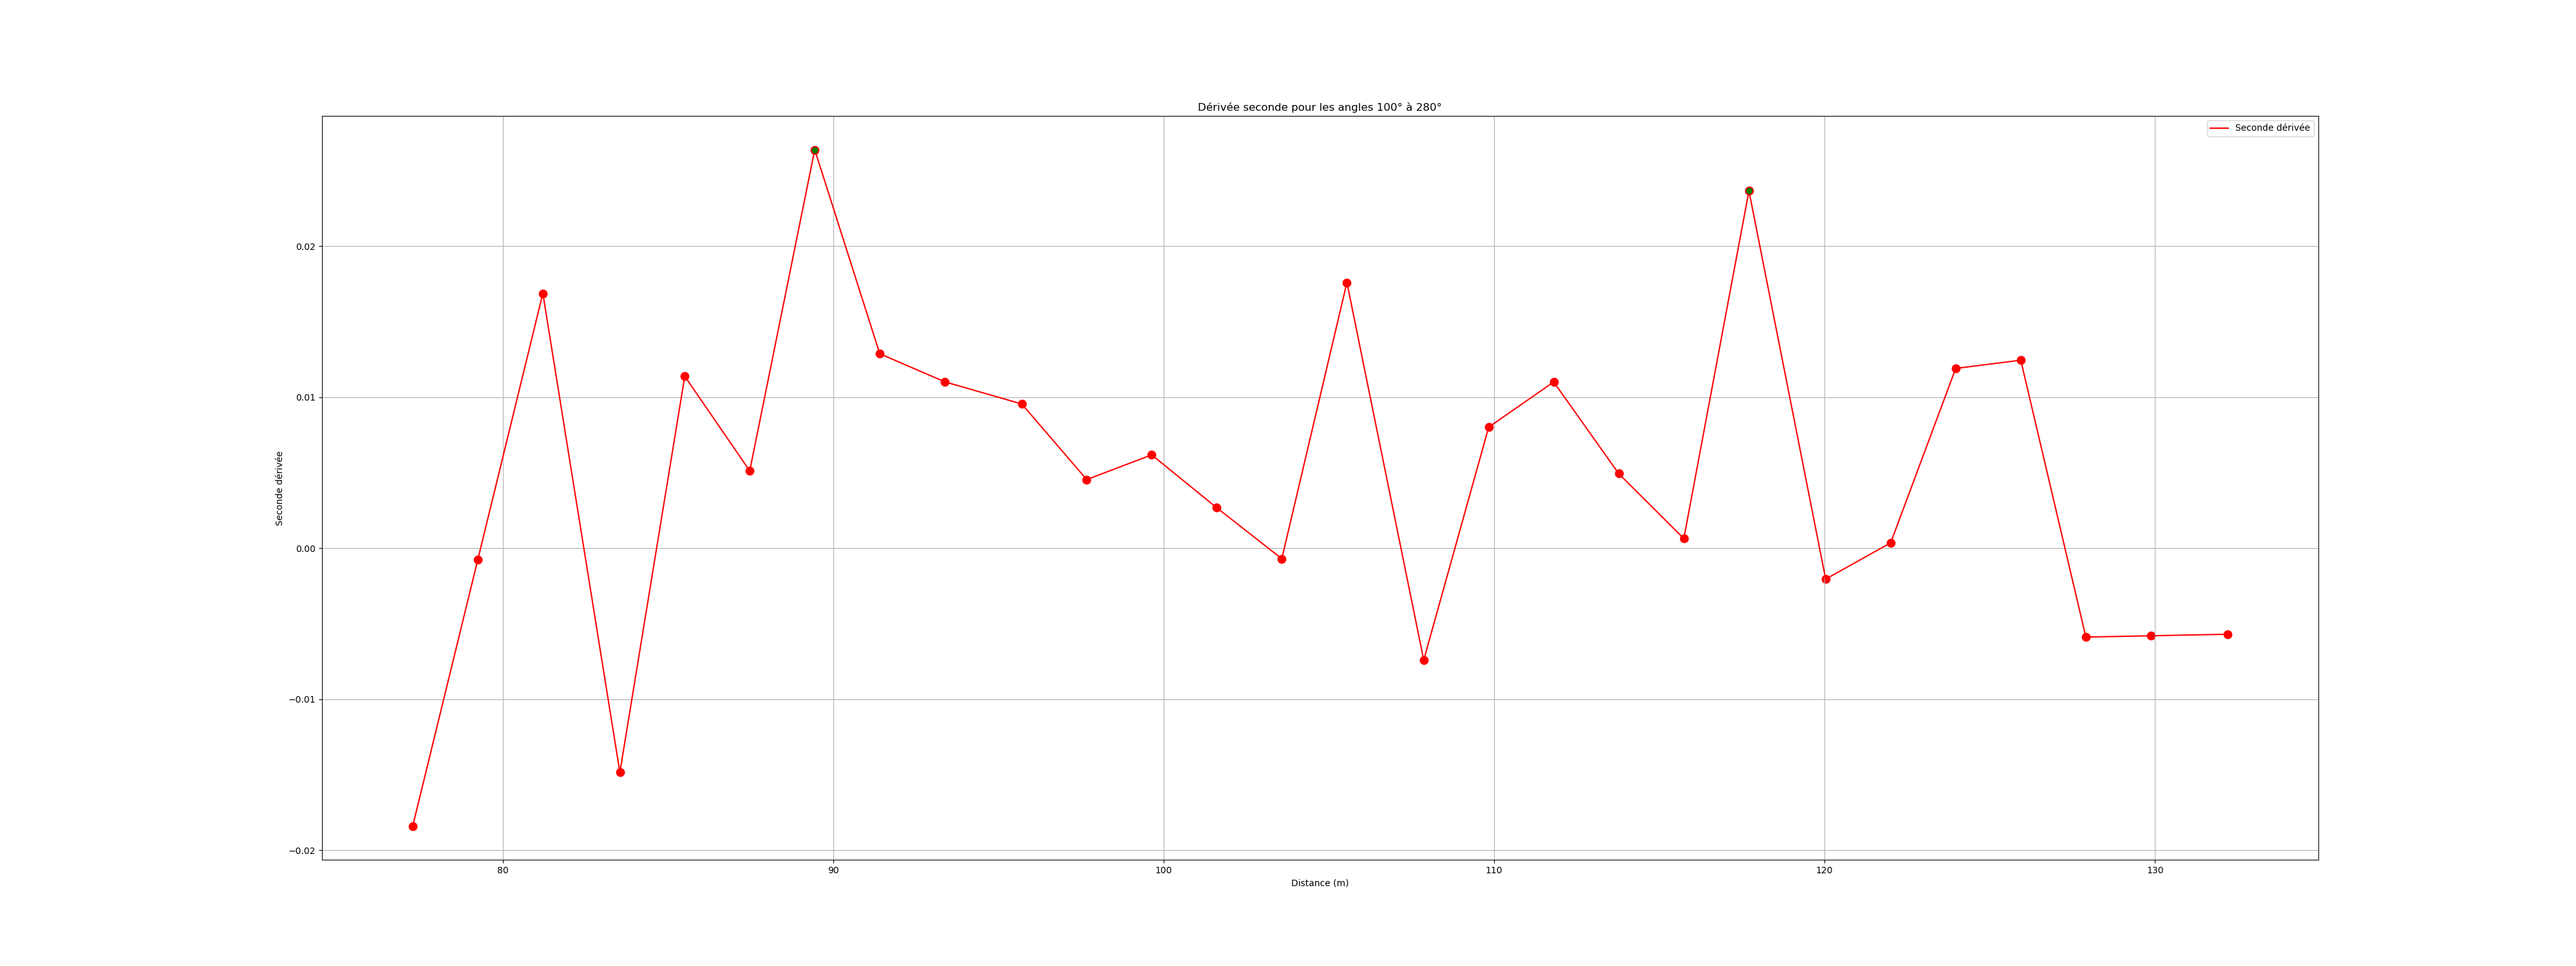 Dérivée seconde pour les angles 100° à 280°
Seconde dérivée
Seconde dérivée
0.02
0.01
0.00
−0.01
−0.02
80
90
100
110
120
130
Distance (m)